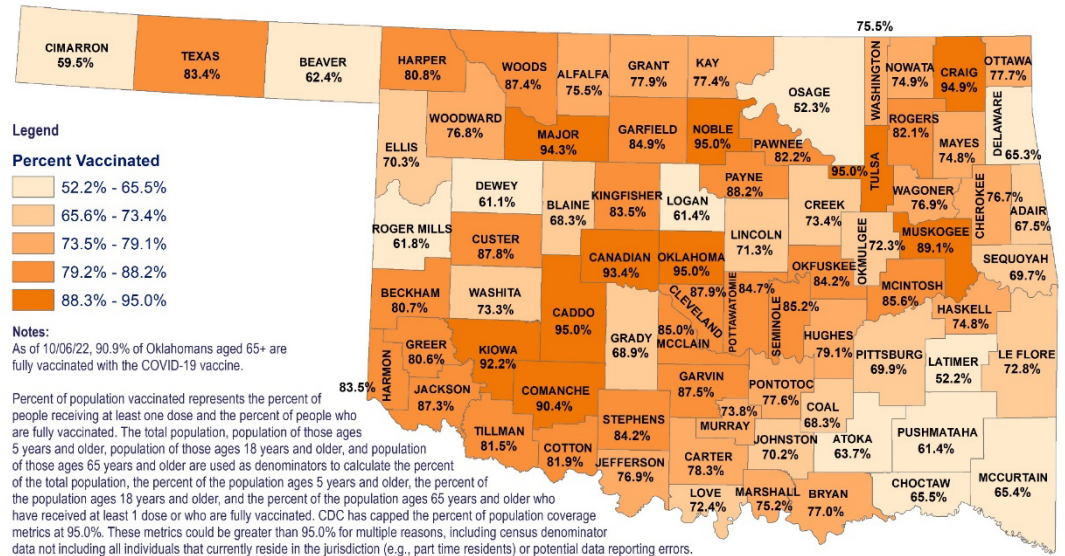 75.5%
CIMARRON
59.5%
TEXAS
83.4%
BEAVER
62.4%
HARPER
80.8%
WOODS
87.4%
ALFALFA
75.5%
GRANT
77.9%
KAY
77.4%
OSAGE
52.3%
WASHINGTON
NOWATA
74.9%
CRAIG
94.9%
OTTAWA
77.7%
DELAWARE
65.3%
WOODWARD
76.8%
MAJOR
94.3%
GARFIELD
84.9%
NOBLE
95.0%
PAWNEE
82.2%
ROGERS
82.1%
MAYES
74.8%
ELLIS
70.3%
DEWEY
61.1%
BLAINE
68.3%
KINGFISHER
83.5%
LOGAN
61.4%
PAYNE
88.2%
CREEK
73.4%
95.0%
TULSA
WAGONER
76.9%
CHEROKEE
76.7%
ADAIR
67.5%
ROGER MILLS
61.8%
CUSTER
87.8%
CANADIAN
93.4%
OKLAHOMA
95.0%
LINCOLN
71.3%
OKFUSKEE
84.2%
OKMULGEE
72.3%
MUSKOGEE
89.1%
SEQUOYAH
69.7%
BECKHAM
80.7%
WASHITA
73.3%
CADDO
95.0%
GRADY
68.9%
87.9%
CLEVELAND
85.0%
MCCLAIN
84.7%
POTTAWATOMIE
SEMINOLE
85.2%
HUGHES
79.1%
MCINTOSH
85.6%
HASKELL
74.8%
PITTSBURG
69.9%
LATIMER
52.2%
LE FLORE
72.8%
83.5%
HARMON
GREER
80.6%
KIOWA
92.2%
JACKSON
87.3%
COMANCHE
90.4%
TILLMAN
81.5%
COTTON
81.9%
STEPHENS
84.2%
JEFFERSON
76.9%
GARVIN
87.5%
73.8%
MURRAY
PONTOTOC
77.6%
COAL
68.3%
CARTER
78.3%
JOHNSTON
70.2%
ATOKA
63.7%
PUSHMATAHA
61.4%
LOVE
72.4%
MARSHALL
75.2%
BRYAN
77.0%
CHOCTAW
65.5%
MCCURTAIN
65.4%
Legend
Percent Vaccinated
52.2% - 65.5%
65.6% - 73.4%
73.5% - 79.1%
79.2% - 88.2%
88.3% - 95.0%
Notes:
As of 10/06/22, 90.9% of Oklahomans aged 65+ are
fully vaccinated with the COVID-19 vaccine.
Percent of population vaccinated represents the percent of
people receiving at least one dose and the percent of people who
are fully vaccinated. The total population, population of those ages
5 years and older, population of those ages 18 years and older, and population
of those ages 65 years and older are used as denominators to calculate the percent
of the total population, the percent of the population ages 5 years and older, the percent of
the population ages 18 years and older, and the percent of the population ages 65 years and older who
have received at least 1 dose or who are fully vaccinated. CDC has capped the percent of population coverage
metrics at 95.0%. These metrics could be greater than 95.0% for multiple reasons, including census denominator
data not including all individuals that currently reside in the jurisdiction (e.g., part time residents) or potential data reporting errors.